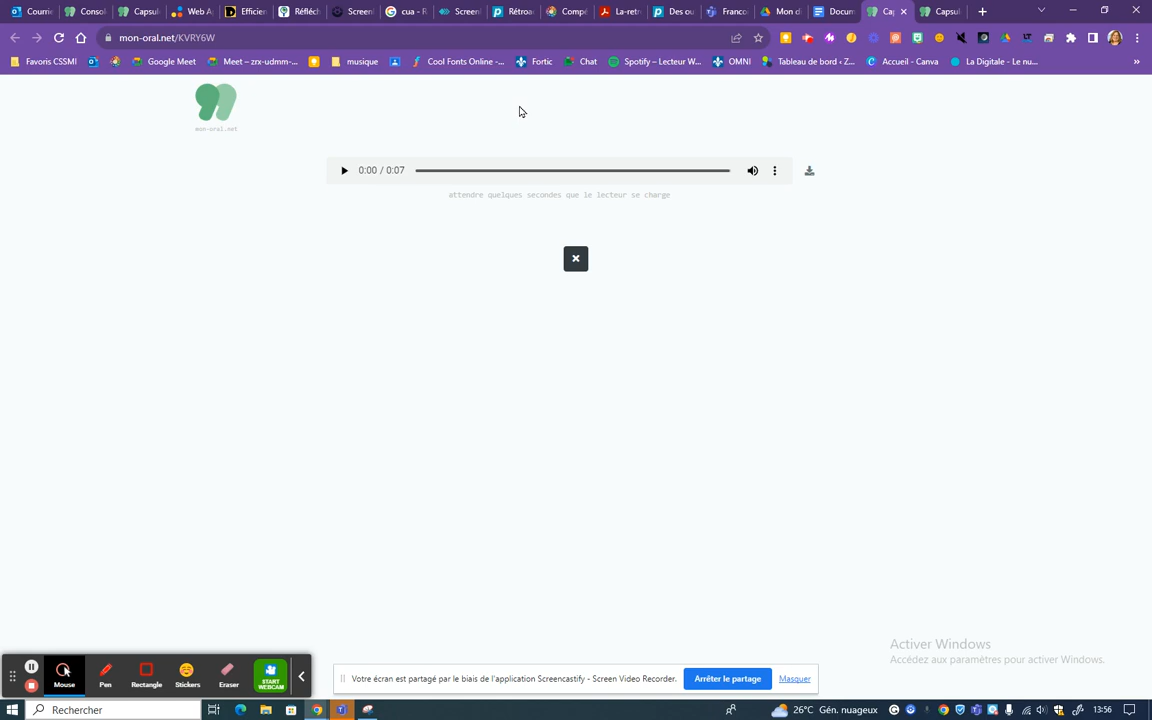 Courri
Consol
Capsul
Web A
Efficien
Réfléch
Screen
cua - R
Screen
Rétroac
Compé
La-retr
Des ou
Franco
Mon di
Docum
Cap
Capsul
mon-oral.net/KVRY6W
Favoris CSSMI
Google Meet
Meet – zrx-udmm-...
musique
Cool Fonts Online -...
Fortic
Chat
Spotify – Lecteur W...
OMNI
Tableau de bord ‹ Z...
Accueil - Canva
La Digitale - Le nu...
»
mon-oral.net
0:00 / 0:07
attendre quelques secondes que le lecteur se charge
Activer Windows
Accédez aux paramètres pour activer Windows.
Mouse
Pen
Rectangle
Stickers
Eraser
START
WEBCAM
Votre écran est partagé par le biais de l'application Screencastify - Screen Video Recorder.
Arrêter le partage
Masquer
Rechercher
26°C Gén. nuageux
13:56